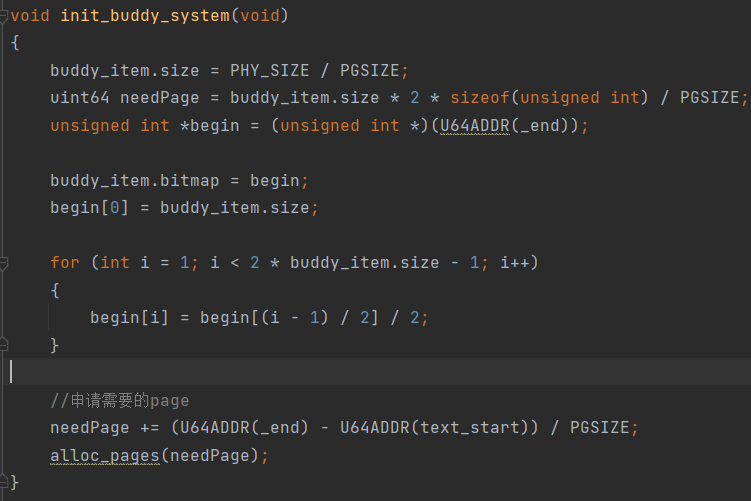 void init_buddy_system(void)
{
    buddy_item.size = PHY_SIZE / PGSIZE;
    uint64 needPage = buddy_item.size * 2 * sizeof(unsigned int) / PGSIZE;
    unsigned int *begin = (unsigned int *)(U64ADDR(_end));

    buddy_item.bitmap = begin;
    begin[0] = buddy_item.size;

    for (int i = 1; i < 2 * buddy_item.size - 1; i++)
    {
        begin[i] = begin[(i - 1) / 2] / 2;
    }

    //申请需要的page
    needPage += (U64ADDR(_end) - U64ADDR(text_start)) / PGSIZE;
    alloc_pages(needPage);
}